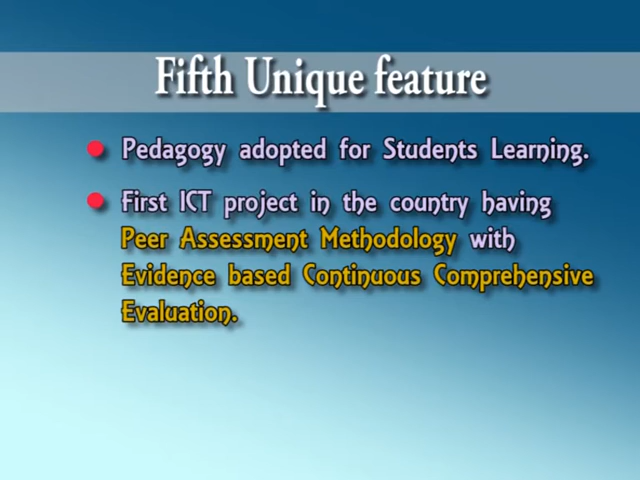 Fifth Unique feature
Pedagogy adopted for Students Learning.
First ICT project in the country having
Peer Assessment Methodology with
Evidence based Continuous Comprehensive
Evaluation.